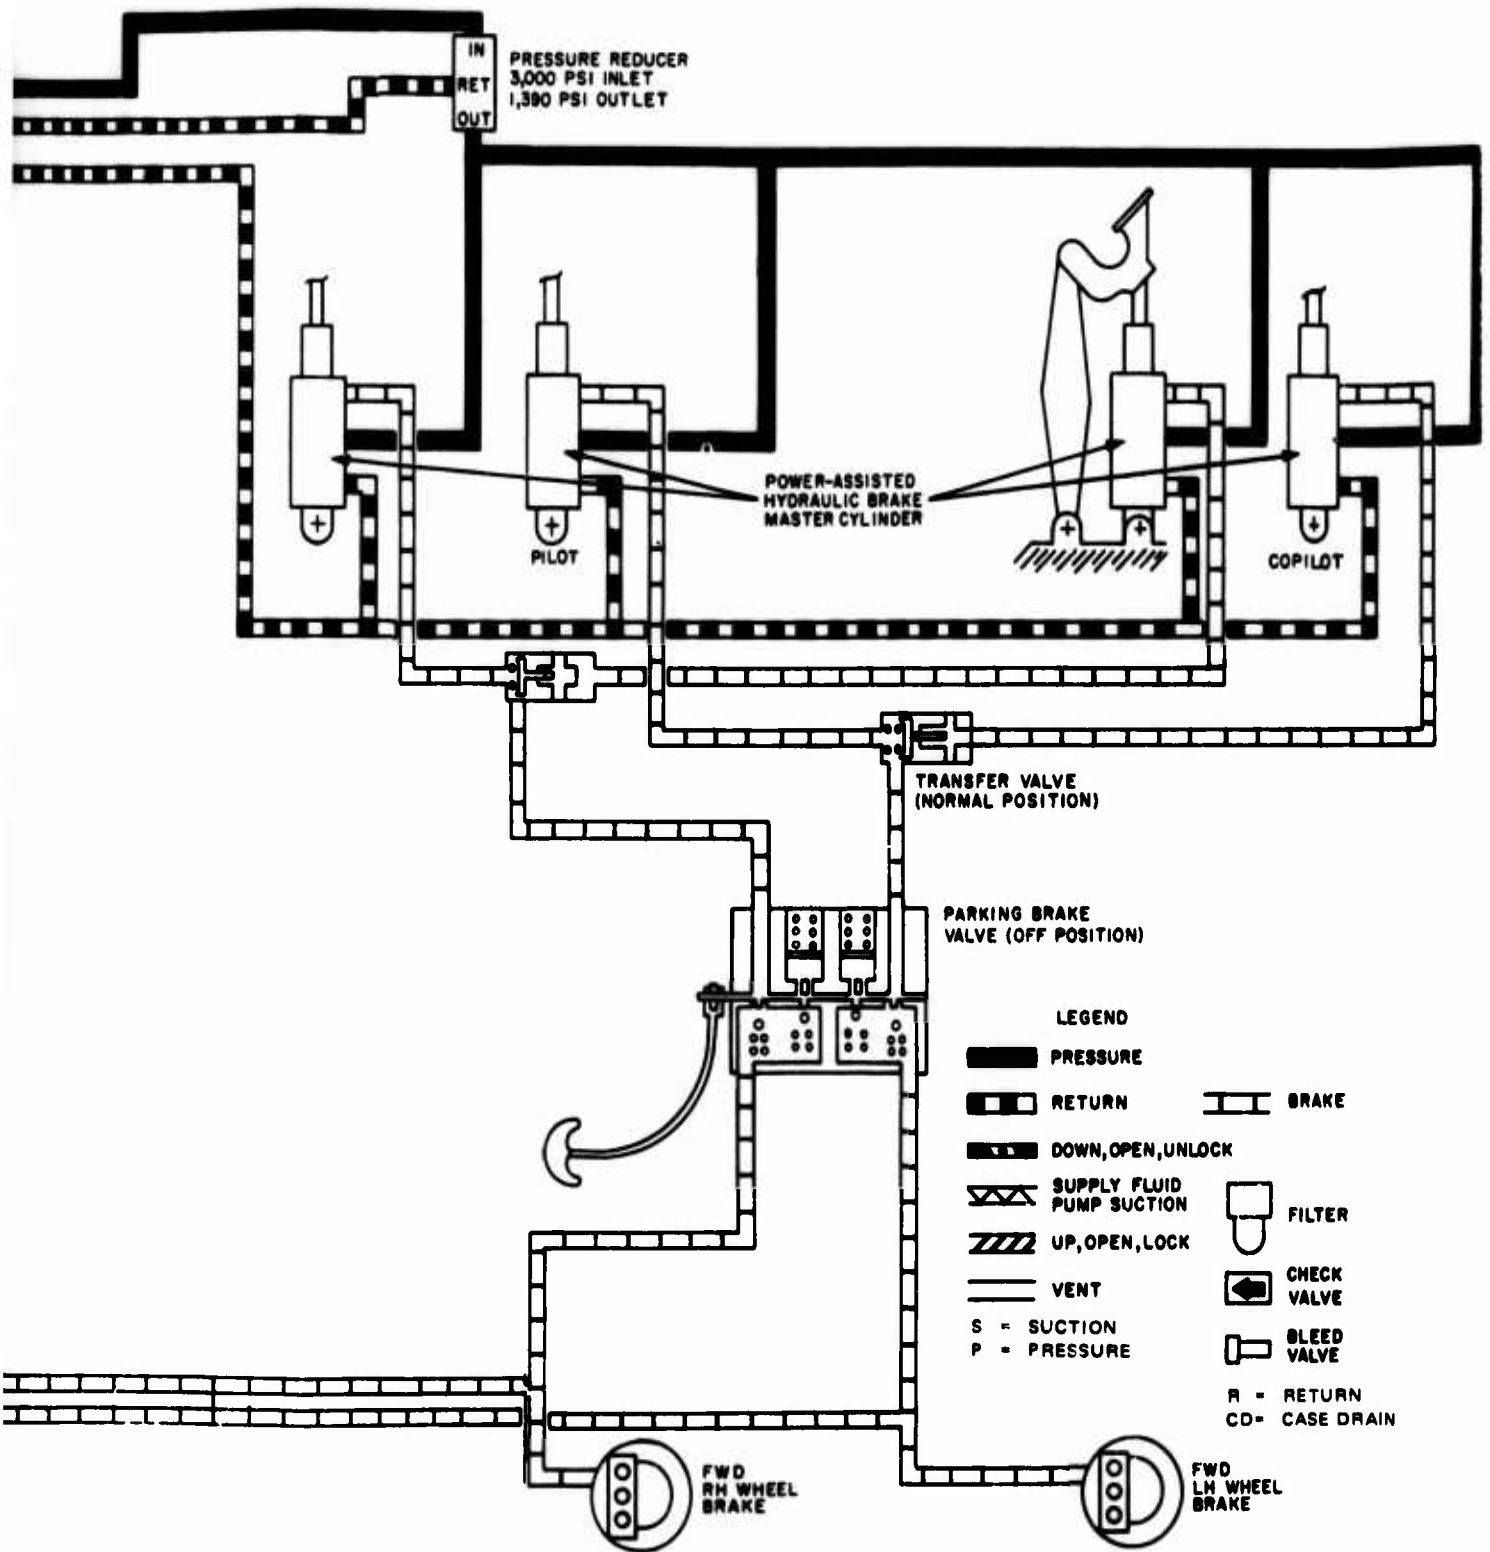 IN
RET
OUT
PRESSURE REDUCER
3,000 PSI INLET
1,390 PSI OUTLET
POWER-ASSISTED
HYDRAULIC BRAKE
MASTER CYLINDER
PILOT
COPILOT
TRANSFER VALVE
(NORMAL POSITION)
PARKING BRAKE
VALVE (OFF POSITION)
LEGEND
PRESSURE
RETURN
BRAKE
DOWN, OPEN, UNLOCK
SUPPLY FLUID
PUMP SUCTION
FILTER
UP, OPEN, LOCK
CHECK
VALVE
VENT
S = SUCTION
P = PRESSURE
BLEED
VALVE
R = RETURN
CD= CASE DRAIN
FWD
RH WHEEL
BRAKE
FWD
LH WHEEL
BRAKE